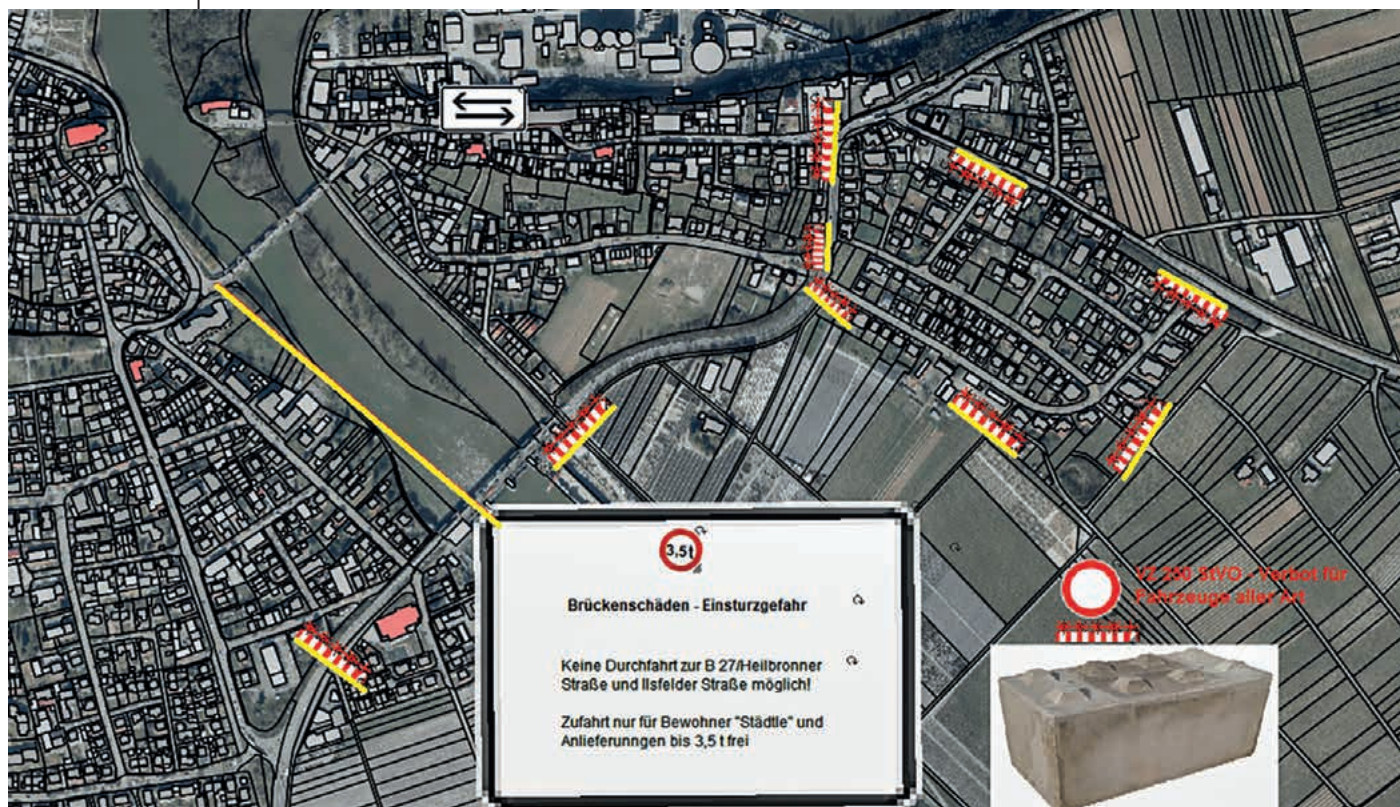 3,5t
Brückenschäden - Einsturzgefahr
Keine Durchfahrt zur B 27/Heilbronner
Straße und Ilsfelder Straße möglich!
Zufahrt nur für Bewohner "Städtle" und
Anlieferunngen bis 3,5 t frei
VZ 250 StVO - Verbot für
Fahrzeuge aller Art